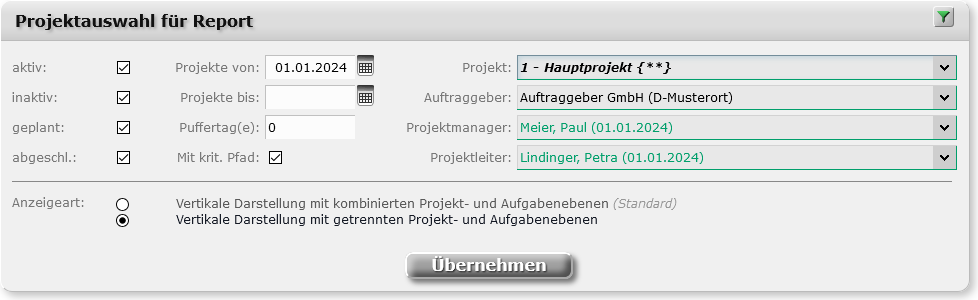 Projektauswahl für Report
aktiv: Projekte von: 01.01.2024 Projekt: 1 - Hauptprojekt {**}
inaktiv: Projekte bis: Auftraggeber: Auftraggeber GmbH (D-Musterort)
geplant: Puffertag(e): 0 Projektmanager: Meier, Paul (01.01.2024)
abgeschl.: Mit krit. Pfad: Projektleiter: Lindinger, Petra (01.01.2024)
Anzeigeart: Vertikale Darstellung mit kombinierten Projekt- und Aufgabenebenen (Standard)
Vertikale Darstellung mit getrennten Projekt- und Aufgabenebenen
Übernehmen